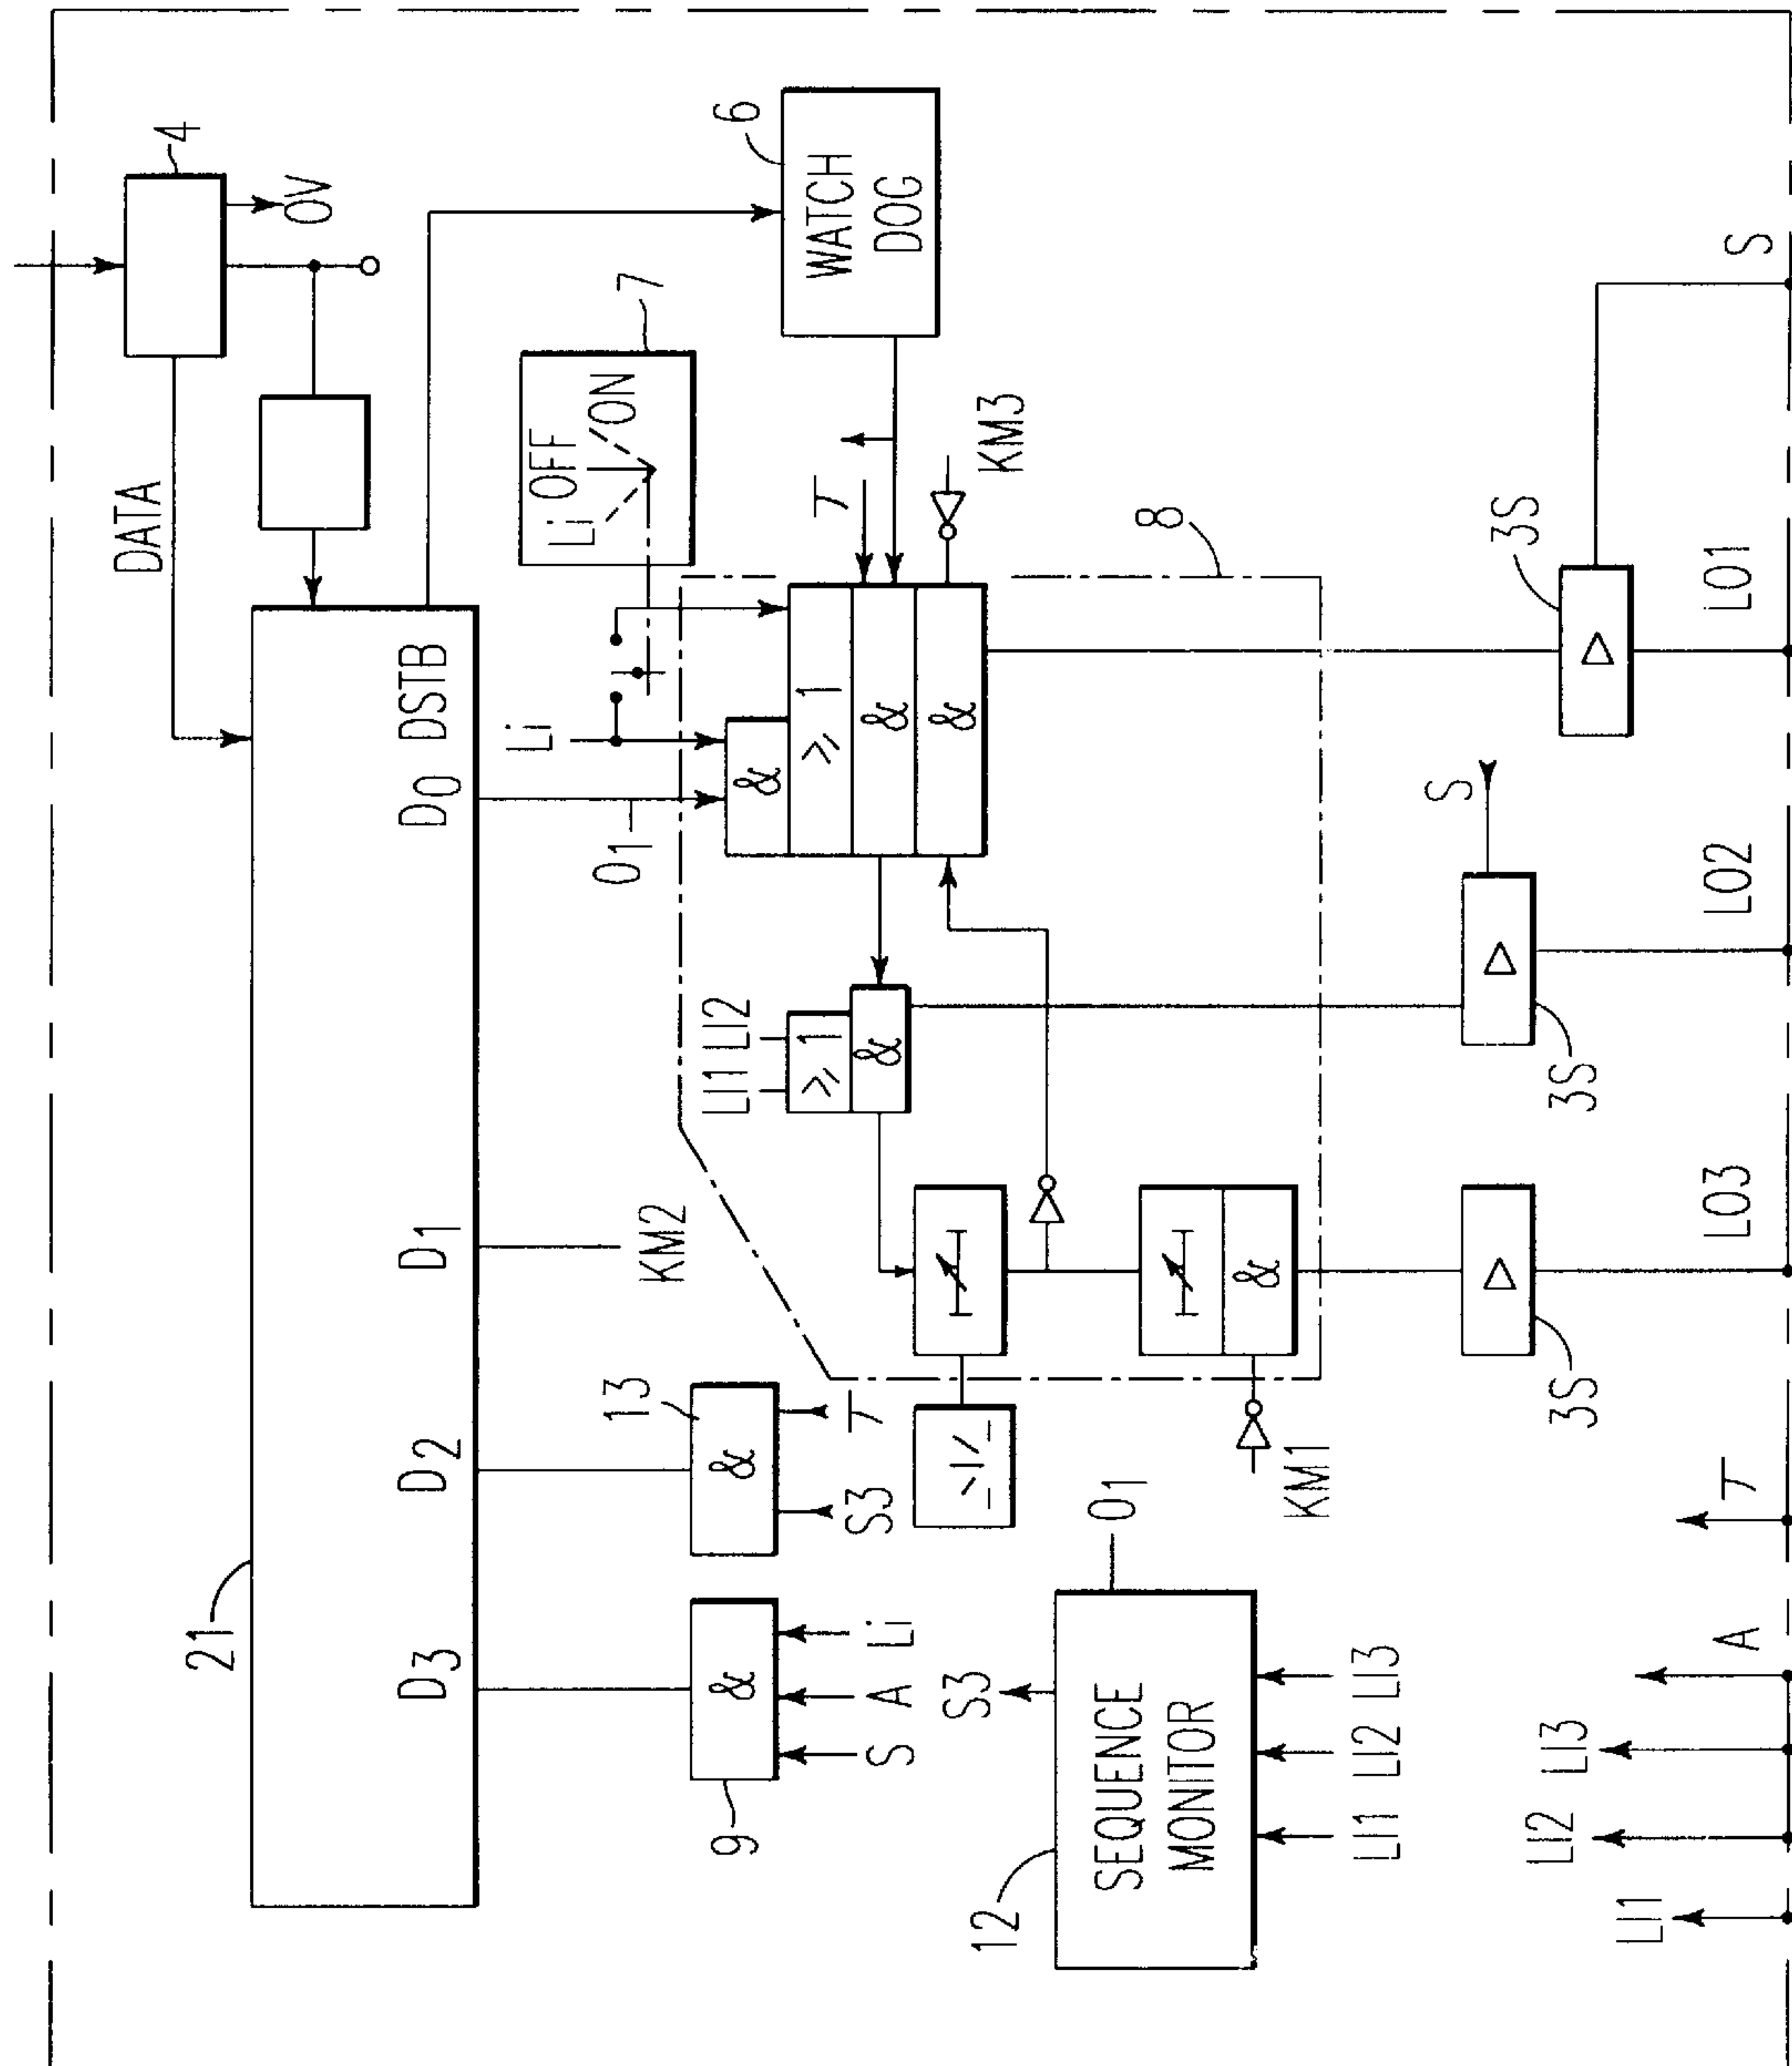 4
0V
DATA
6
WATCH
DOG
7
Li OFF ON
21
D3 D2 D1 D0 DSTB
Li
O1
KM2
&
≥ 1
&
&
T
KM3
8
LI1 LI2
≥ 1
&
13
&
S3 T
9
&
S A Li
&
KM1
12
SEQUENCE
MONITOR
S3
O1
LI1 LI2 LI3
3S
S
3S
S
3S
LO3 LO2 LO1
LI1 LI2 LI3 A T